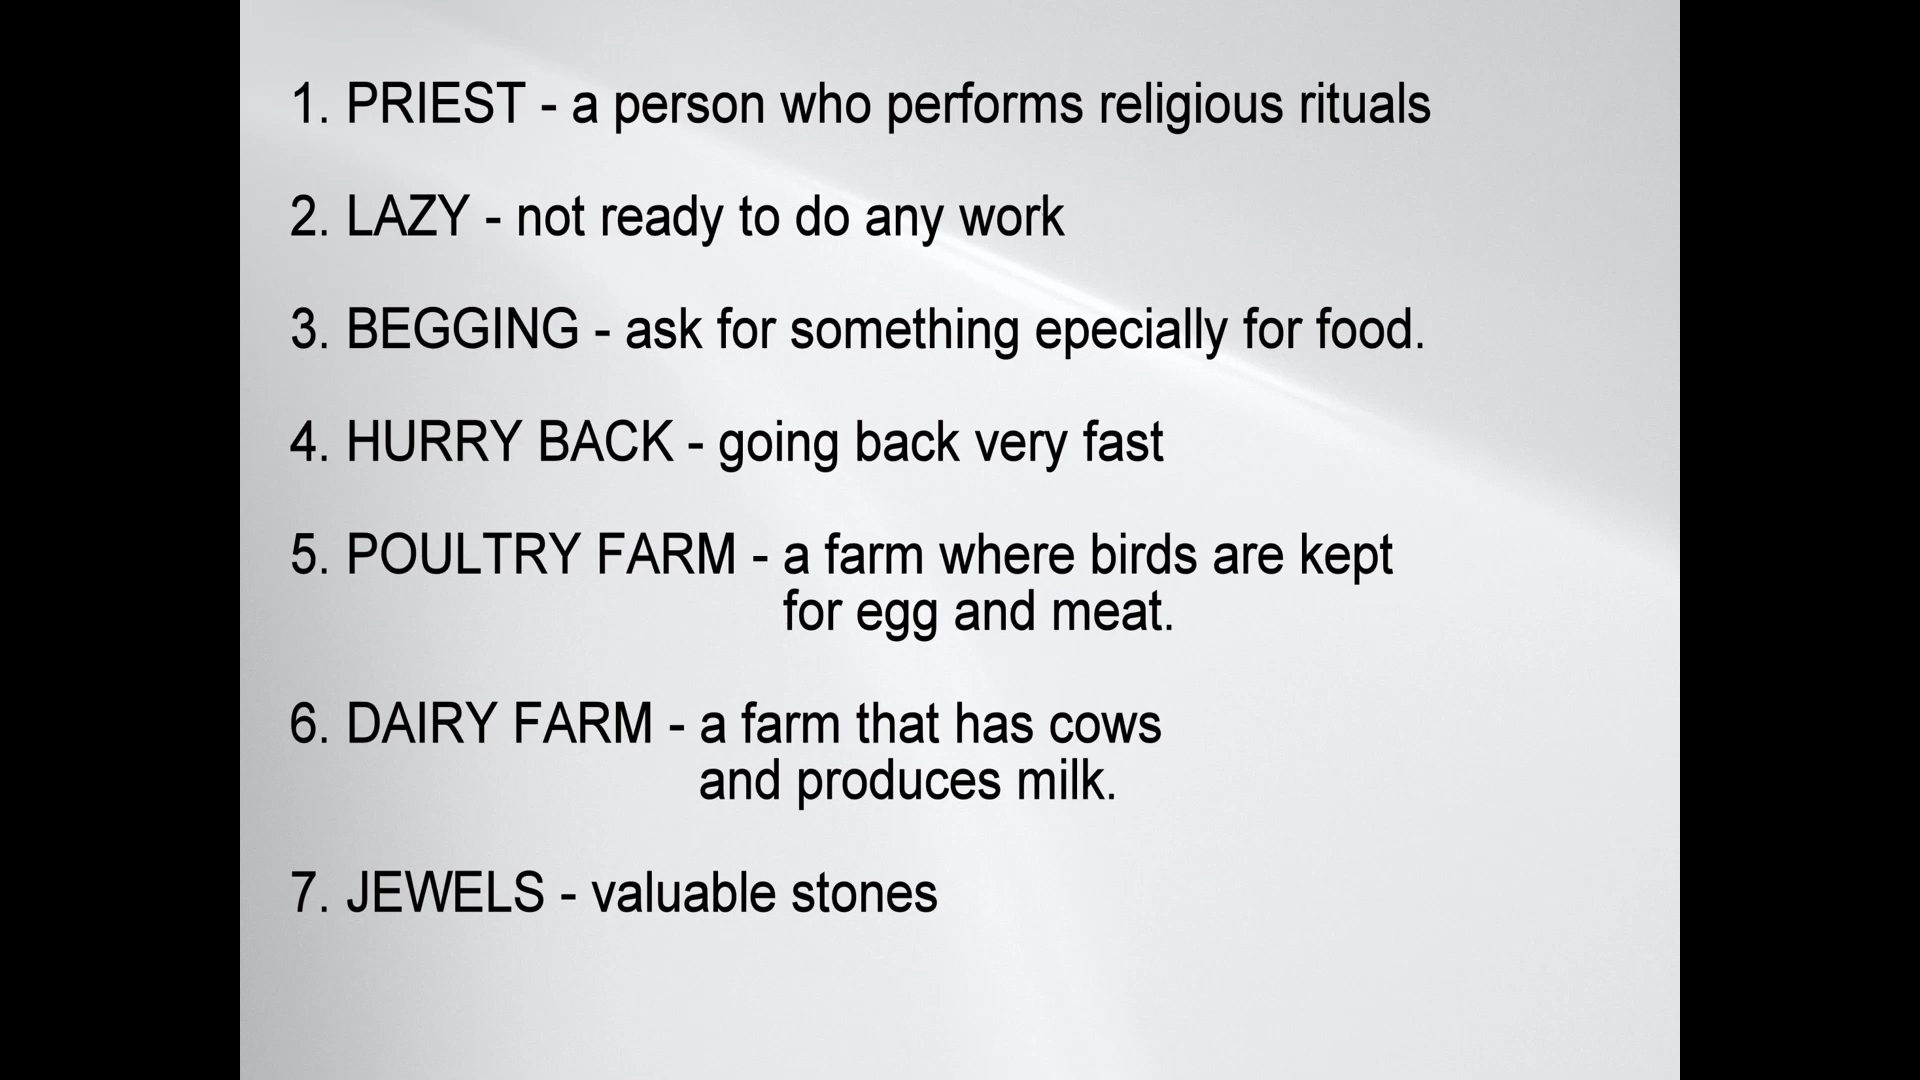 1. PRIEST - a person who performs religious rituals
2. LAZY - not ready to do any work
3. BEGGING - ask for something epecially for food.
4. HURRY BACK - going back very fast
5. POULTRY FARM - a farm where birds are kept
for egg and meat.
6. DAIRY FARM - a farm that has cows
and produces milk.
7. JEWELS - valuable stones